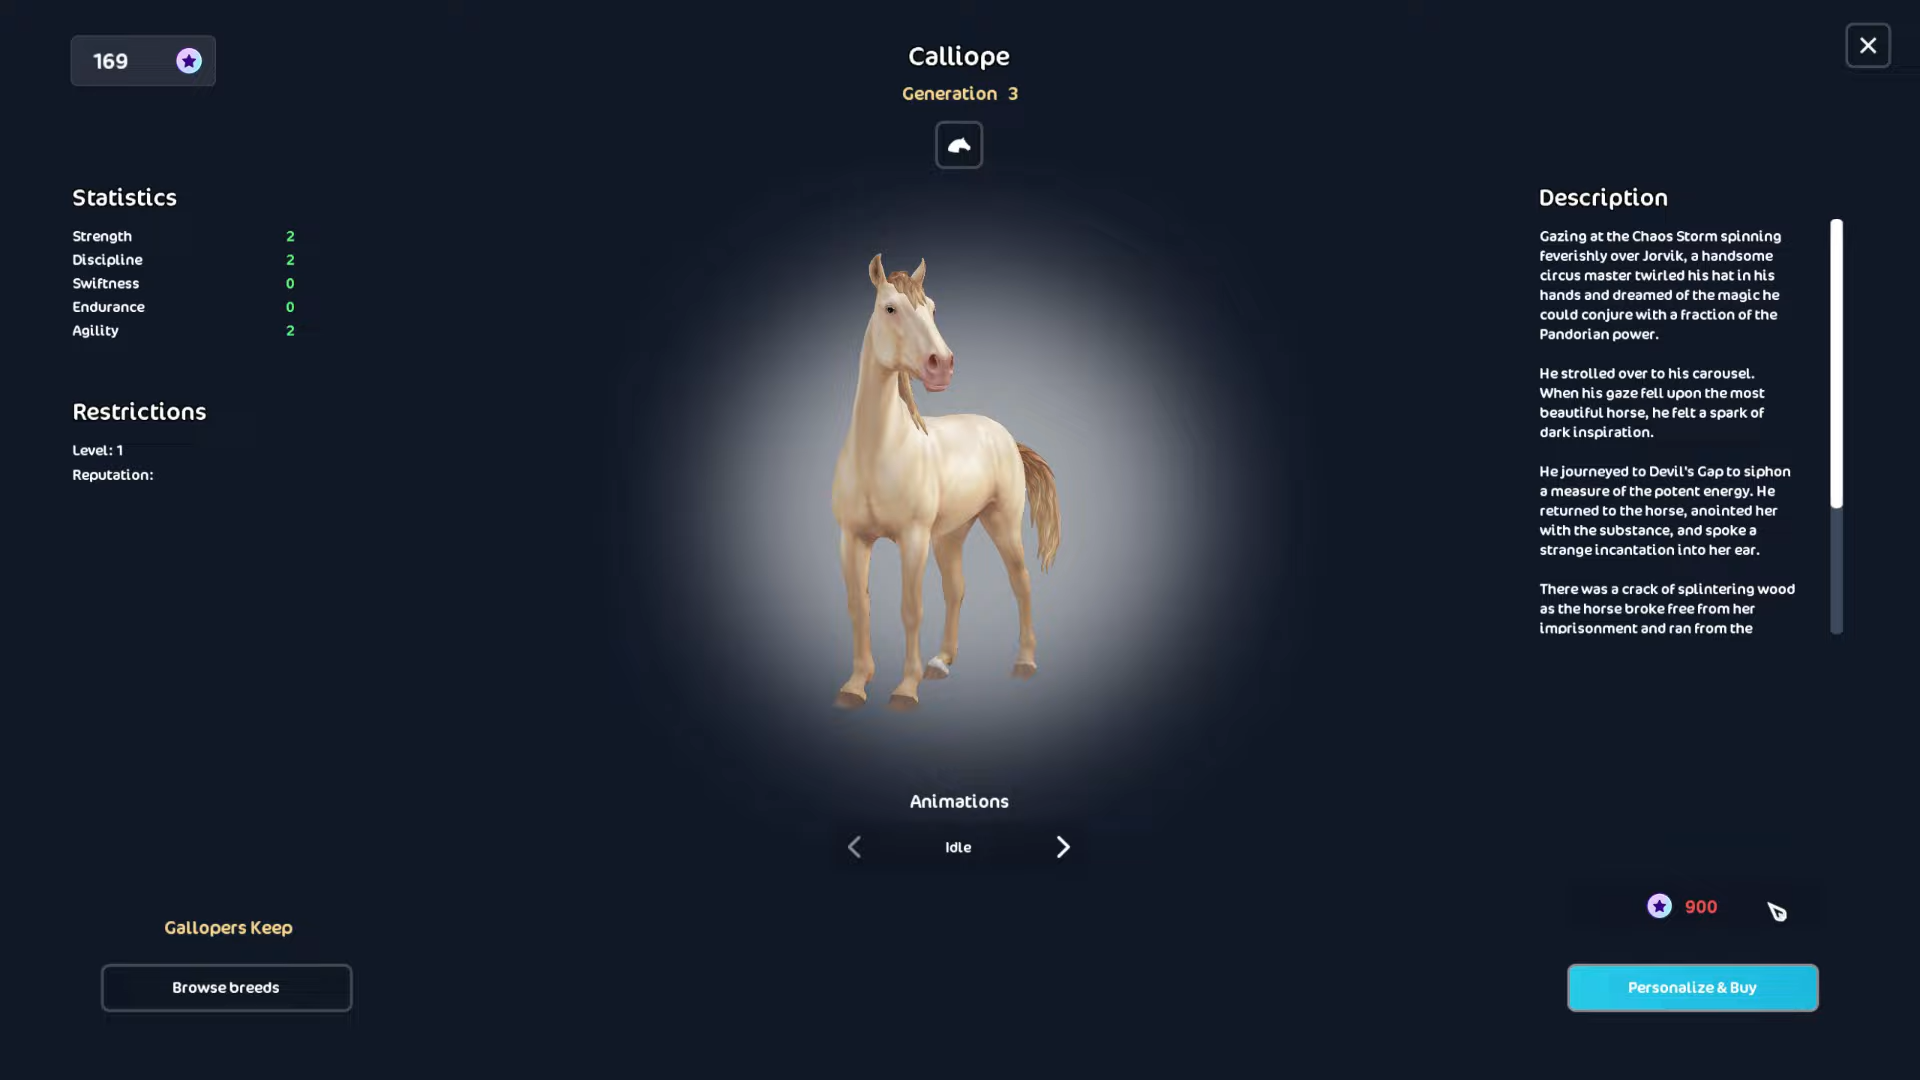 169
Calliope
Generation 3
Statistics
Strength 2
Discipline 2
Swiftness 0
Endurance 0
Agility 2
Restrictions
Level: 1
Reputation:
Description
Gazing at the Chaos Storm spinning
feverishly over Jorvik, a handsome
circus master twirled his hat in his
hands and dreamed of the magic he
could conjure with a fraction of the
Pandorian power.
He strolled over to his carousel.
When his gaze fell upon the most
beautiful horse, he felt a spark of
dark inspiration.
He journeyed to Devil's Gap to siphon
a measure of the potent energy. He
returned to the horse, anointed her
with the substance, and spoke a
strange incantation into her ear.
There was a crack of splintering wood
as the horse broke free from her
imprisonment and ran from the
Animations
Idle
Gallopers Keep
Browse breeds
900
Personalize & Buy